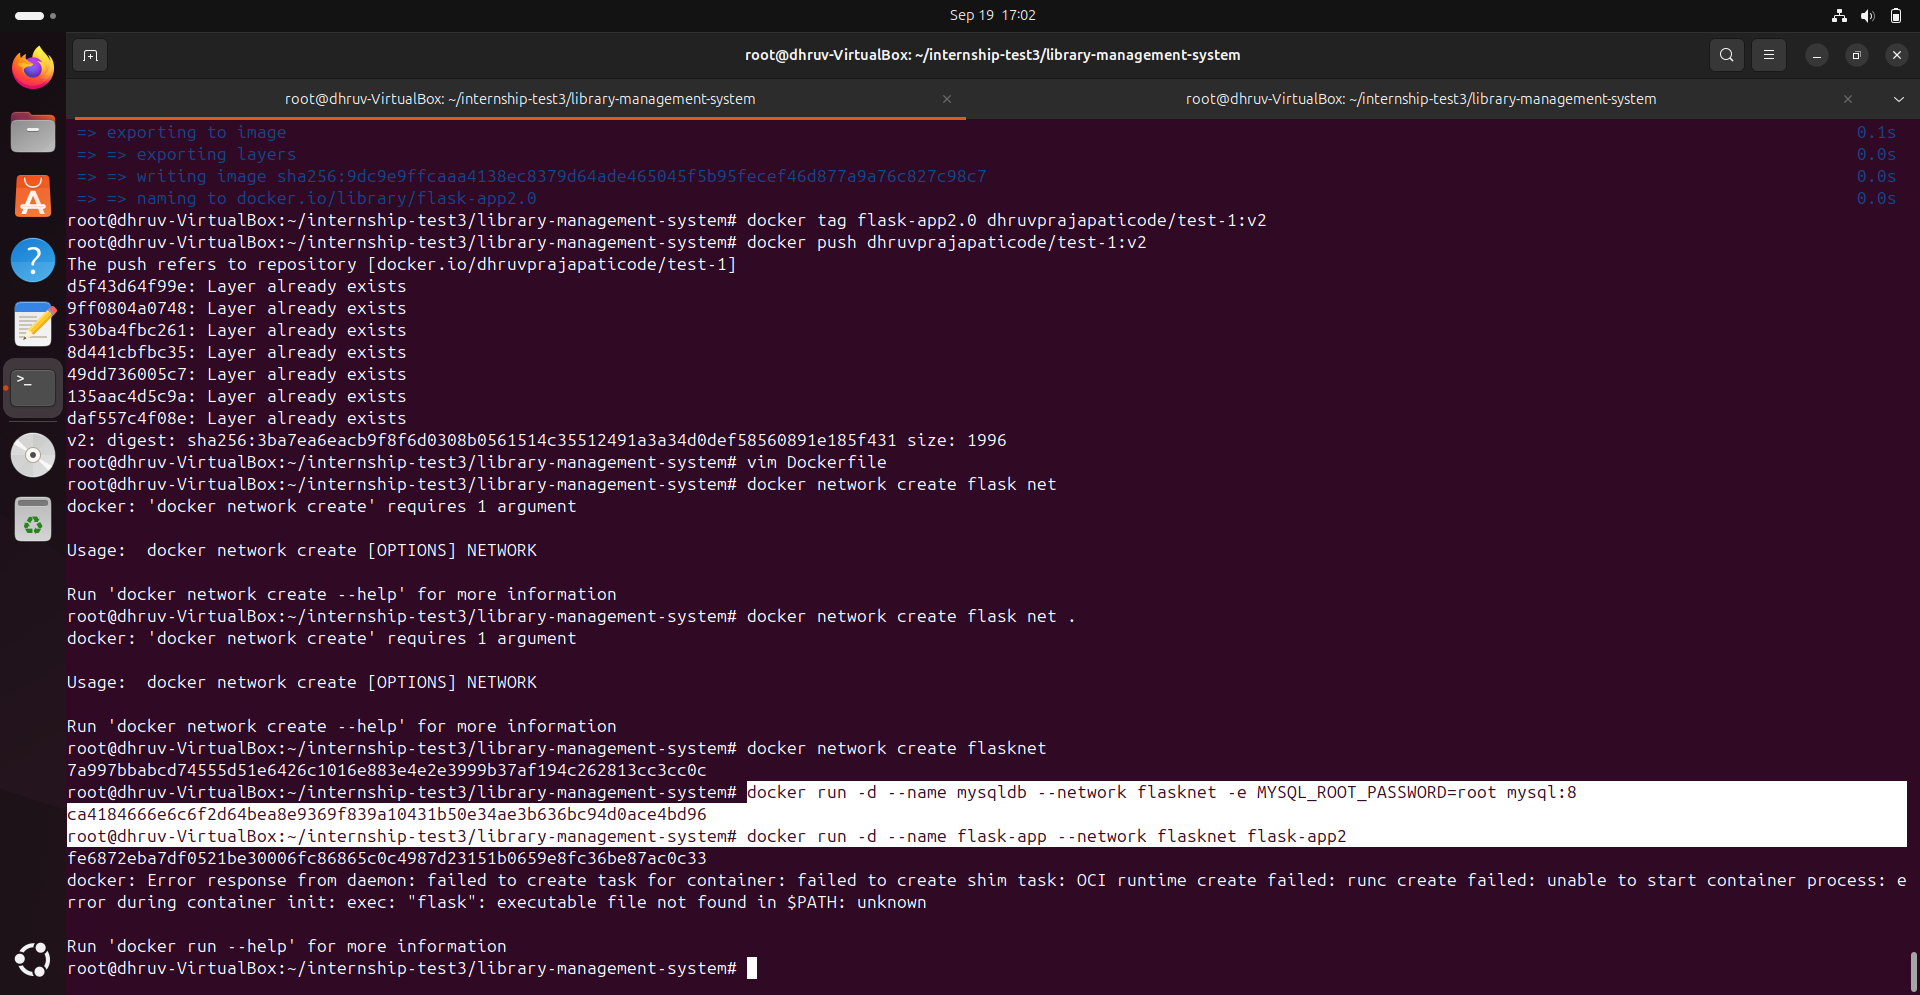 Sep 19 17:02
root@dhruv-VirtualBox: ~/internship-test3/library-management-system
root@dhruv-VirtualBox: ~/internship-test3/library-management-system
root@dhruv-VirtualBox: ~/internship-test3/library-management-system
=> exporting to image 0.1s
=> => exporting layers 0.0s
=> => writing image sha256:9dc9e9ffcaaa4138ec8379d64ade465045f5b95fecef46d877a9a76c827c98c7 0.0s
=> => naming to docker.io/library/flask-app2.0 0.0s
root@dhruv-VirtualBox:~/internship-test3/library-management-system# docker tag flask-app2.0 dhruvprajapaticode/test-1:v2
root@dhruv-VirtualBox:~/internship-test3/library-management-system# docker push dhruvprajapaticode/test-1:v2
The push refers to repository [docker.io/dhruvprajapaticode/test-1]
d5f43d64f99e: Layer already exists
9ff0804a0748: Layer already exists
530ba4fbc261: Layer already exists
8d441cbfbc35: Layer already exists
49dd736005c7: Layer already exists
135aac4d5c9a: Layer already exists
daf557c4f08e: Layer already exists
v2: digest: sha256:3ba7ea6eacb9f8f6d0308b0561514c35512491a3a34d0def58560891e185f431 size: 1996
root@dhruv-VirtualBox:~/internship-test3/library-management-system# vim Dockerfile
root@dhruv-VirtualBox:~/internship-test3/library-management-system# docker network create flask net
docker: 'docker network create' requires 1 argument
Usage:  docker network create [OPTIONS] NETWORK
Run 'docker network create --help' for more information
root@dhruv-VirtualBox:~/internship-test3/library-management-system# docker network create flask net .
docker: 'docker network create' requires 1 argument
Usage:  docker network create [OPTIONS] NETWORK
Run 'docker network create --help' for more information
root@dhruv-VirtualBox:~/internship-test3/library-management-system# docker network create flasknet
7a997bbabcd74555d51e6426c1016e883e4e2e3999b37af194c262813cc3cc0c
root@dhruv-VirtualBox:~/internship-test3/library-management-system# docker run -d --name mysqldb --network flasknet -e MYSQL_ROOT_PASSWORD=root mysql:8
ca4184666e6c6f2d64bea8e9369f839a10431b50e34ae3b636bc94d0ace4bd96
root@dhruv-VirtualBox:~/internship-test3/library-management-system# docker run -d --name flask-app --network flasknet flask-app2
fe6872eba7df0521be30006fc86865c0c4987d23151b0659e8fc36be87ac0c33
docker: Error response from daemon: failed to create task for container: failed to create shim task: OCI runtime create failed: runc create failed: unable to start container process: e
rror during container init: exec: "flask": executable file not found in $PATH: unknown
Run 'docker run --help' for more information
root@dhruv-VirtualBox:~/internship-test3/library-management-system#